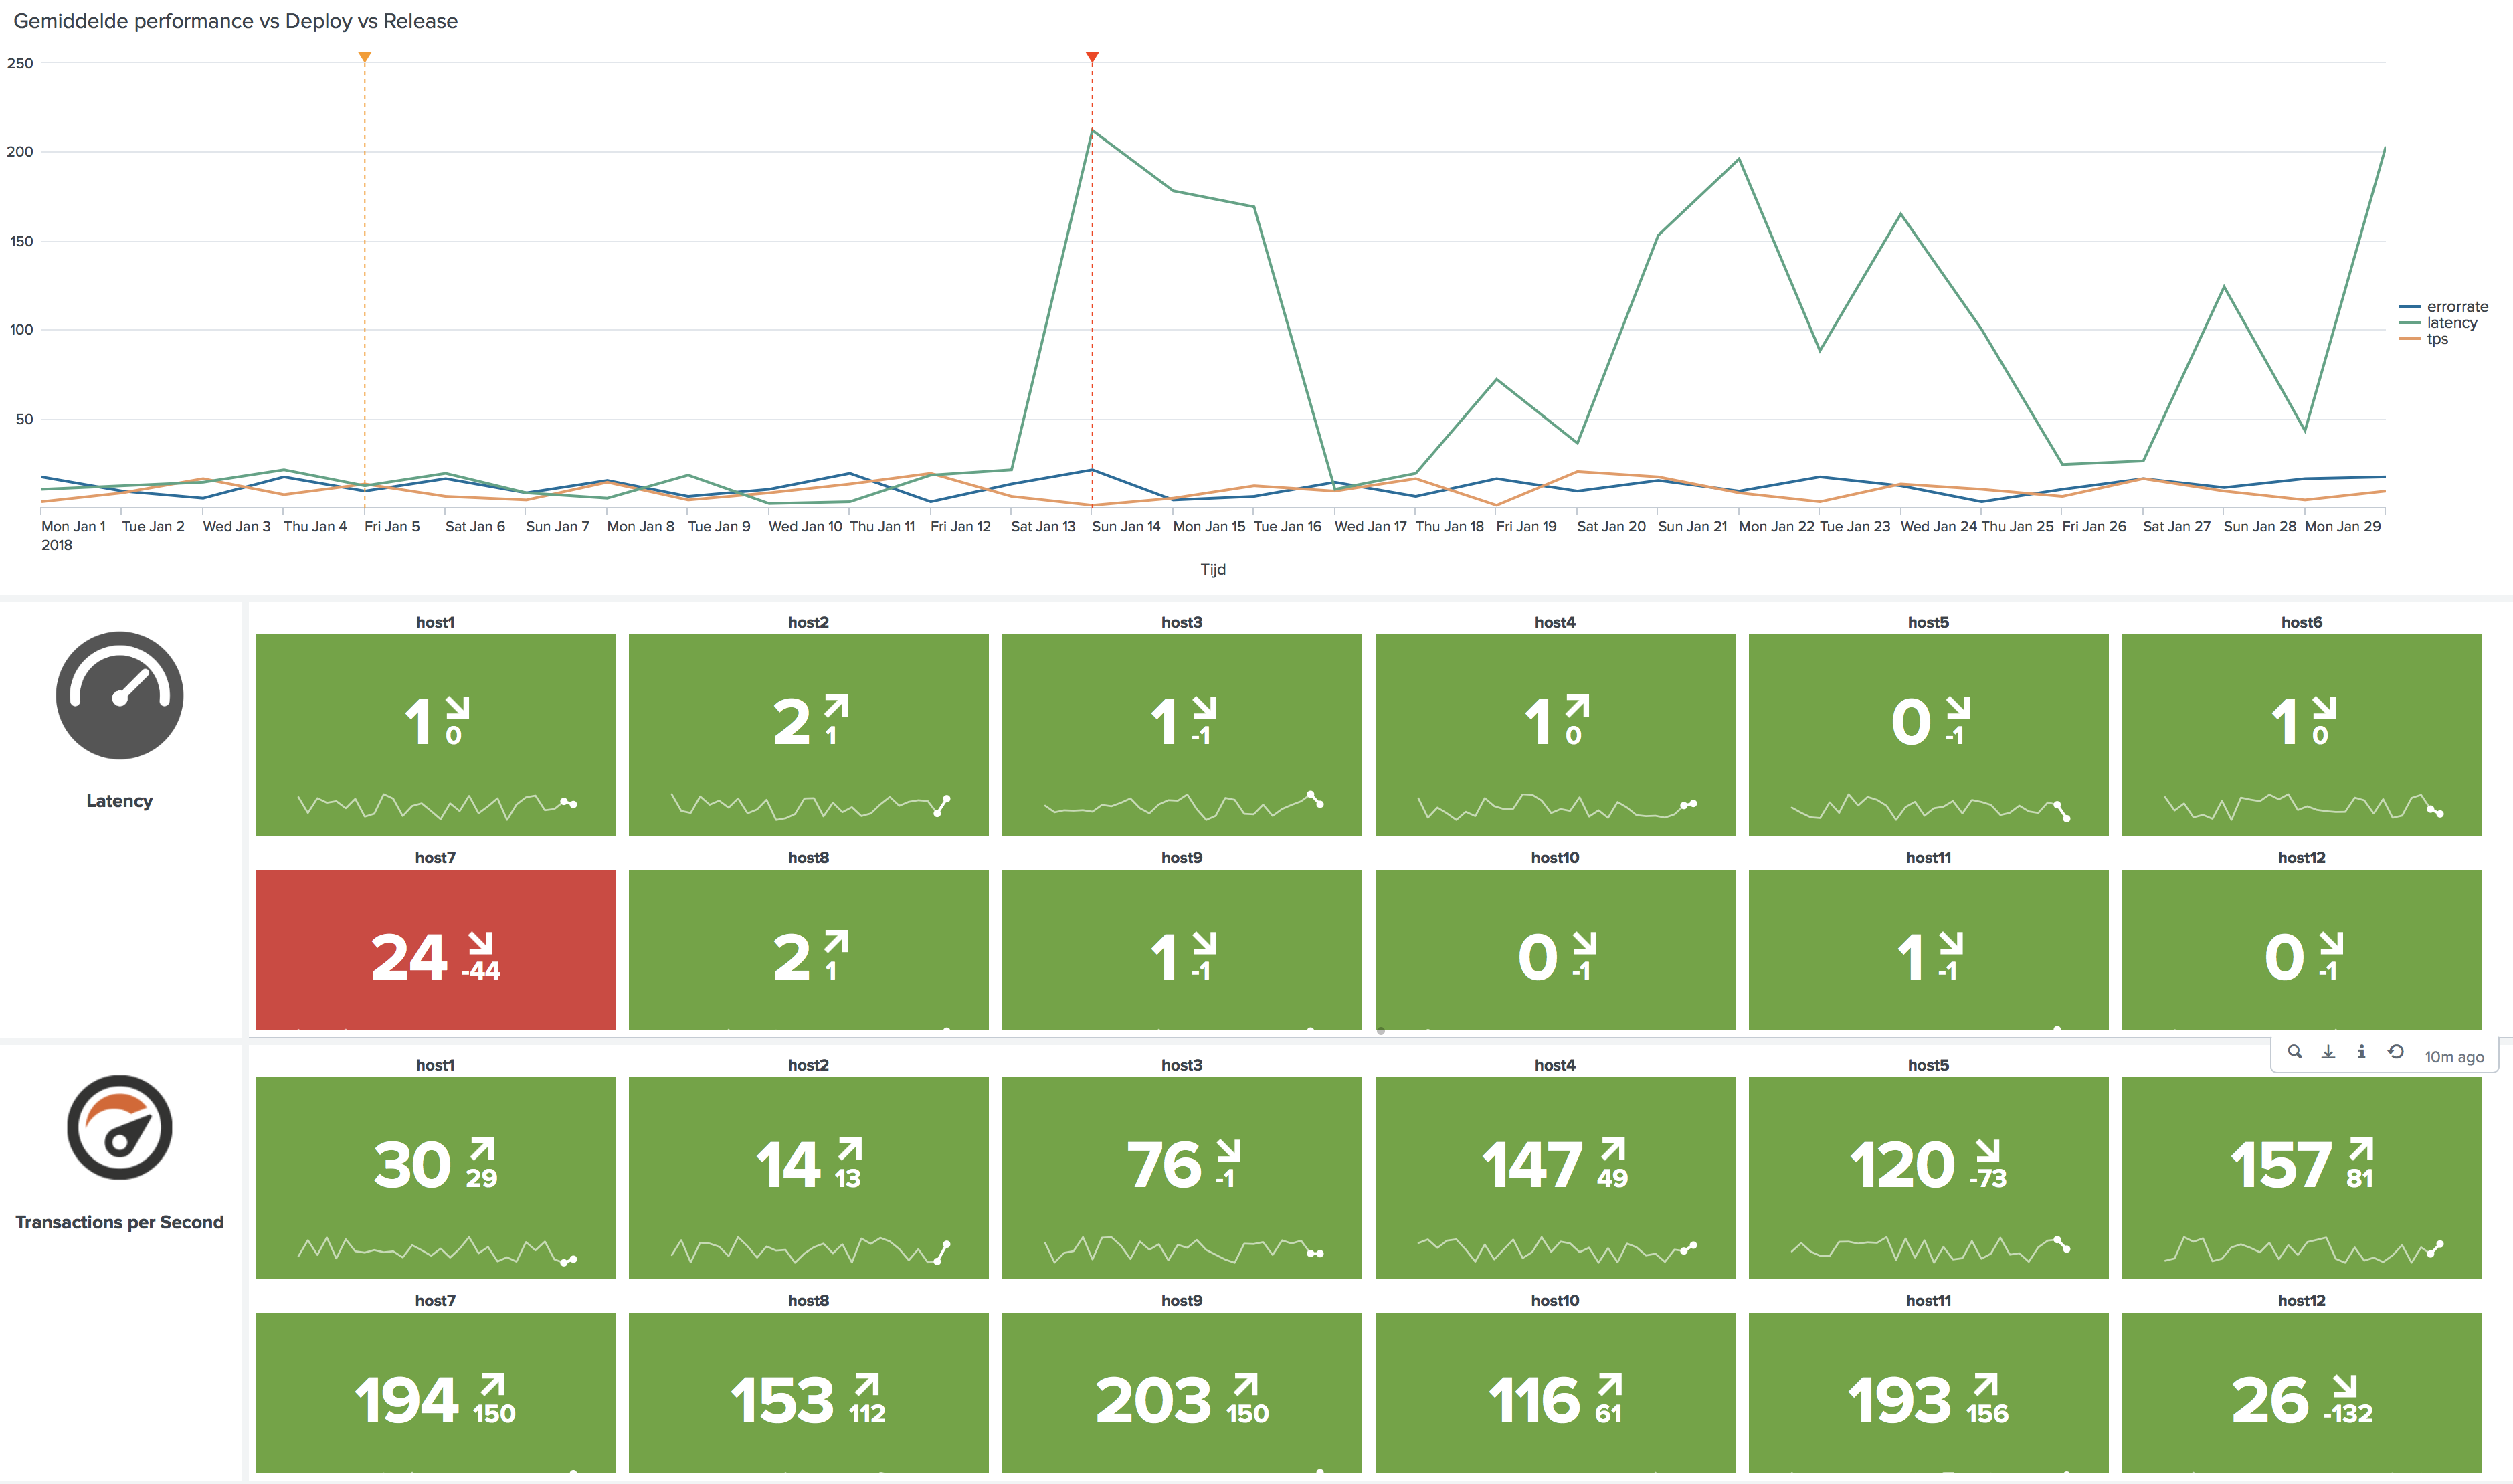 Gemiddelde performance vs Deploy vs Release
250
200
150
100
50
errorrate
latency
tps
Mon Jan 1 Tue Jan 2 Wed Jan 3 Thu Jan 4 Fri Jan 5 Sat Jan 6 Sun Jan 7 Mon Jan 8 Tue Jan 9 Wed Jan 10 Thu Jan 11 Fri Jan 12 Sat Jan 13 Sun Jan 14 Mon Jan 15 Tue Jan 16 Wed Jan 17 Thu Jan 18 Fri Jan 19 Sat Jan 20 Sun Jan 21 Mon Jan 22 Tue Jan 23 Wed Jan 24 Thu Jan 25 Fri Jan 26 Sat Jan 27 Sun Jan 28 Mon Jan 29
2018
Tijd
Latency
host1 host2 host3 host4 host5 host6
1 0 2 1 1 -1 1 0 0 -1 1 0
host7 host8 host9 host10 host11 host12
24 -44 2 1 1 -1 0 -1 1 -1 0 -1
10m ago
Transactions per Second
host1 host2 host3 host4 host5
30 29 14 13 76 -1 147 49 120 -73 157 81
host7 host8 host9 host10 host11 host12
194 150 153 112 203 150 116 61 193 156 26 -132